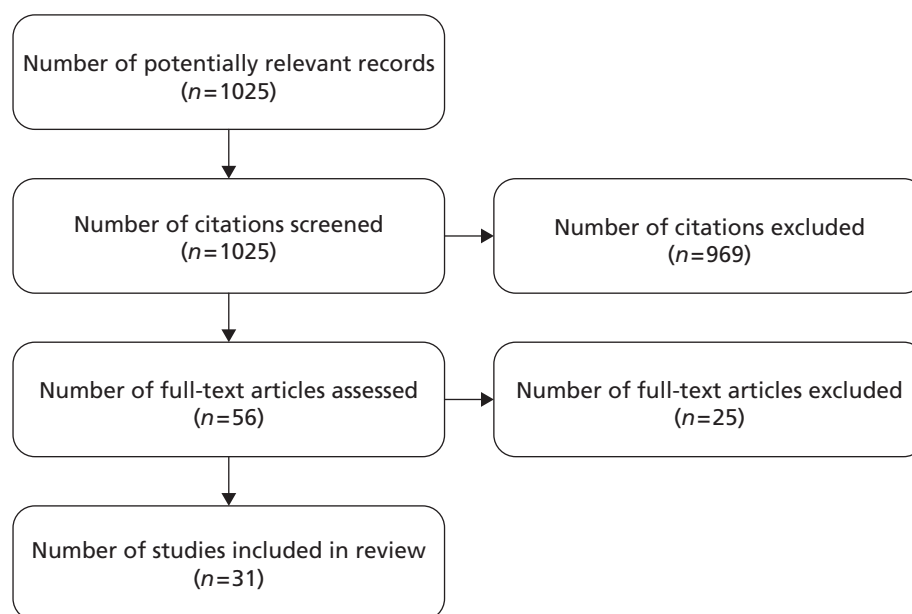 Number of potentially relevant records
(n=1025)
Number of citations screened
(n=1025)
Number of citations excluded
(n=969)
Number of full-text articles assessed
(n=56)
Number of full-text articles excluded
(n=25)
Number of studies included in review
(n=31)